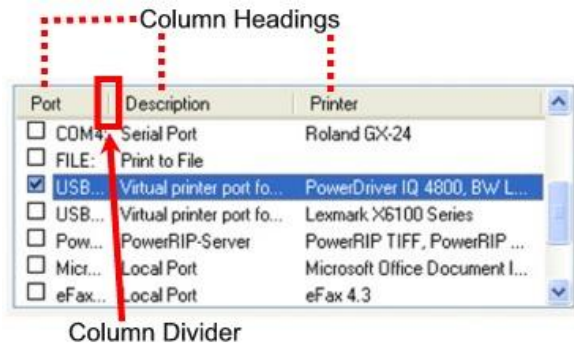 Column Headings
Port Description Printer
COM4: Serial Port Roland GX-24
FILE: Print to File
USB... Virtual printer port fo... PowerDriver IQ 4800, BW L...
USB... Virtual printer port fo... Lexmark X6100 Series
Pow... PowerRIP-Server PowerRIP TIFF, PowerRIP ...
Micr... Local Port Microsoft Office Document I...
eFax... Local Port eFax 4.3
Column Divider